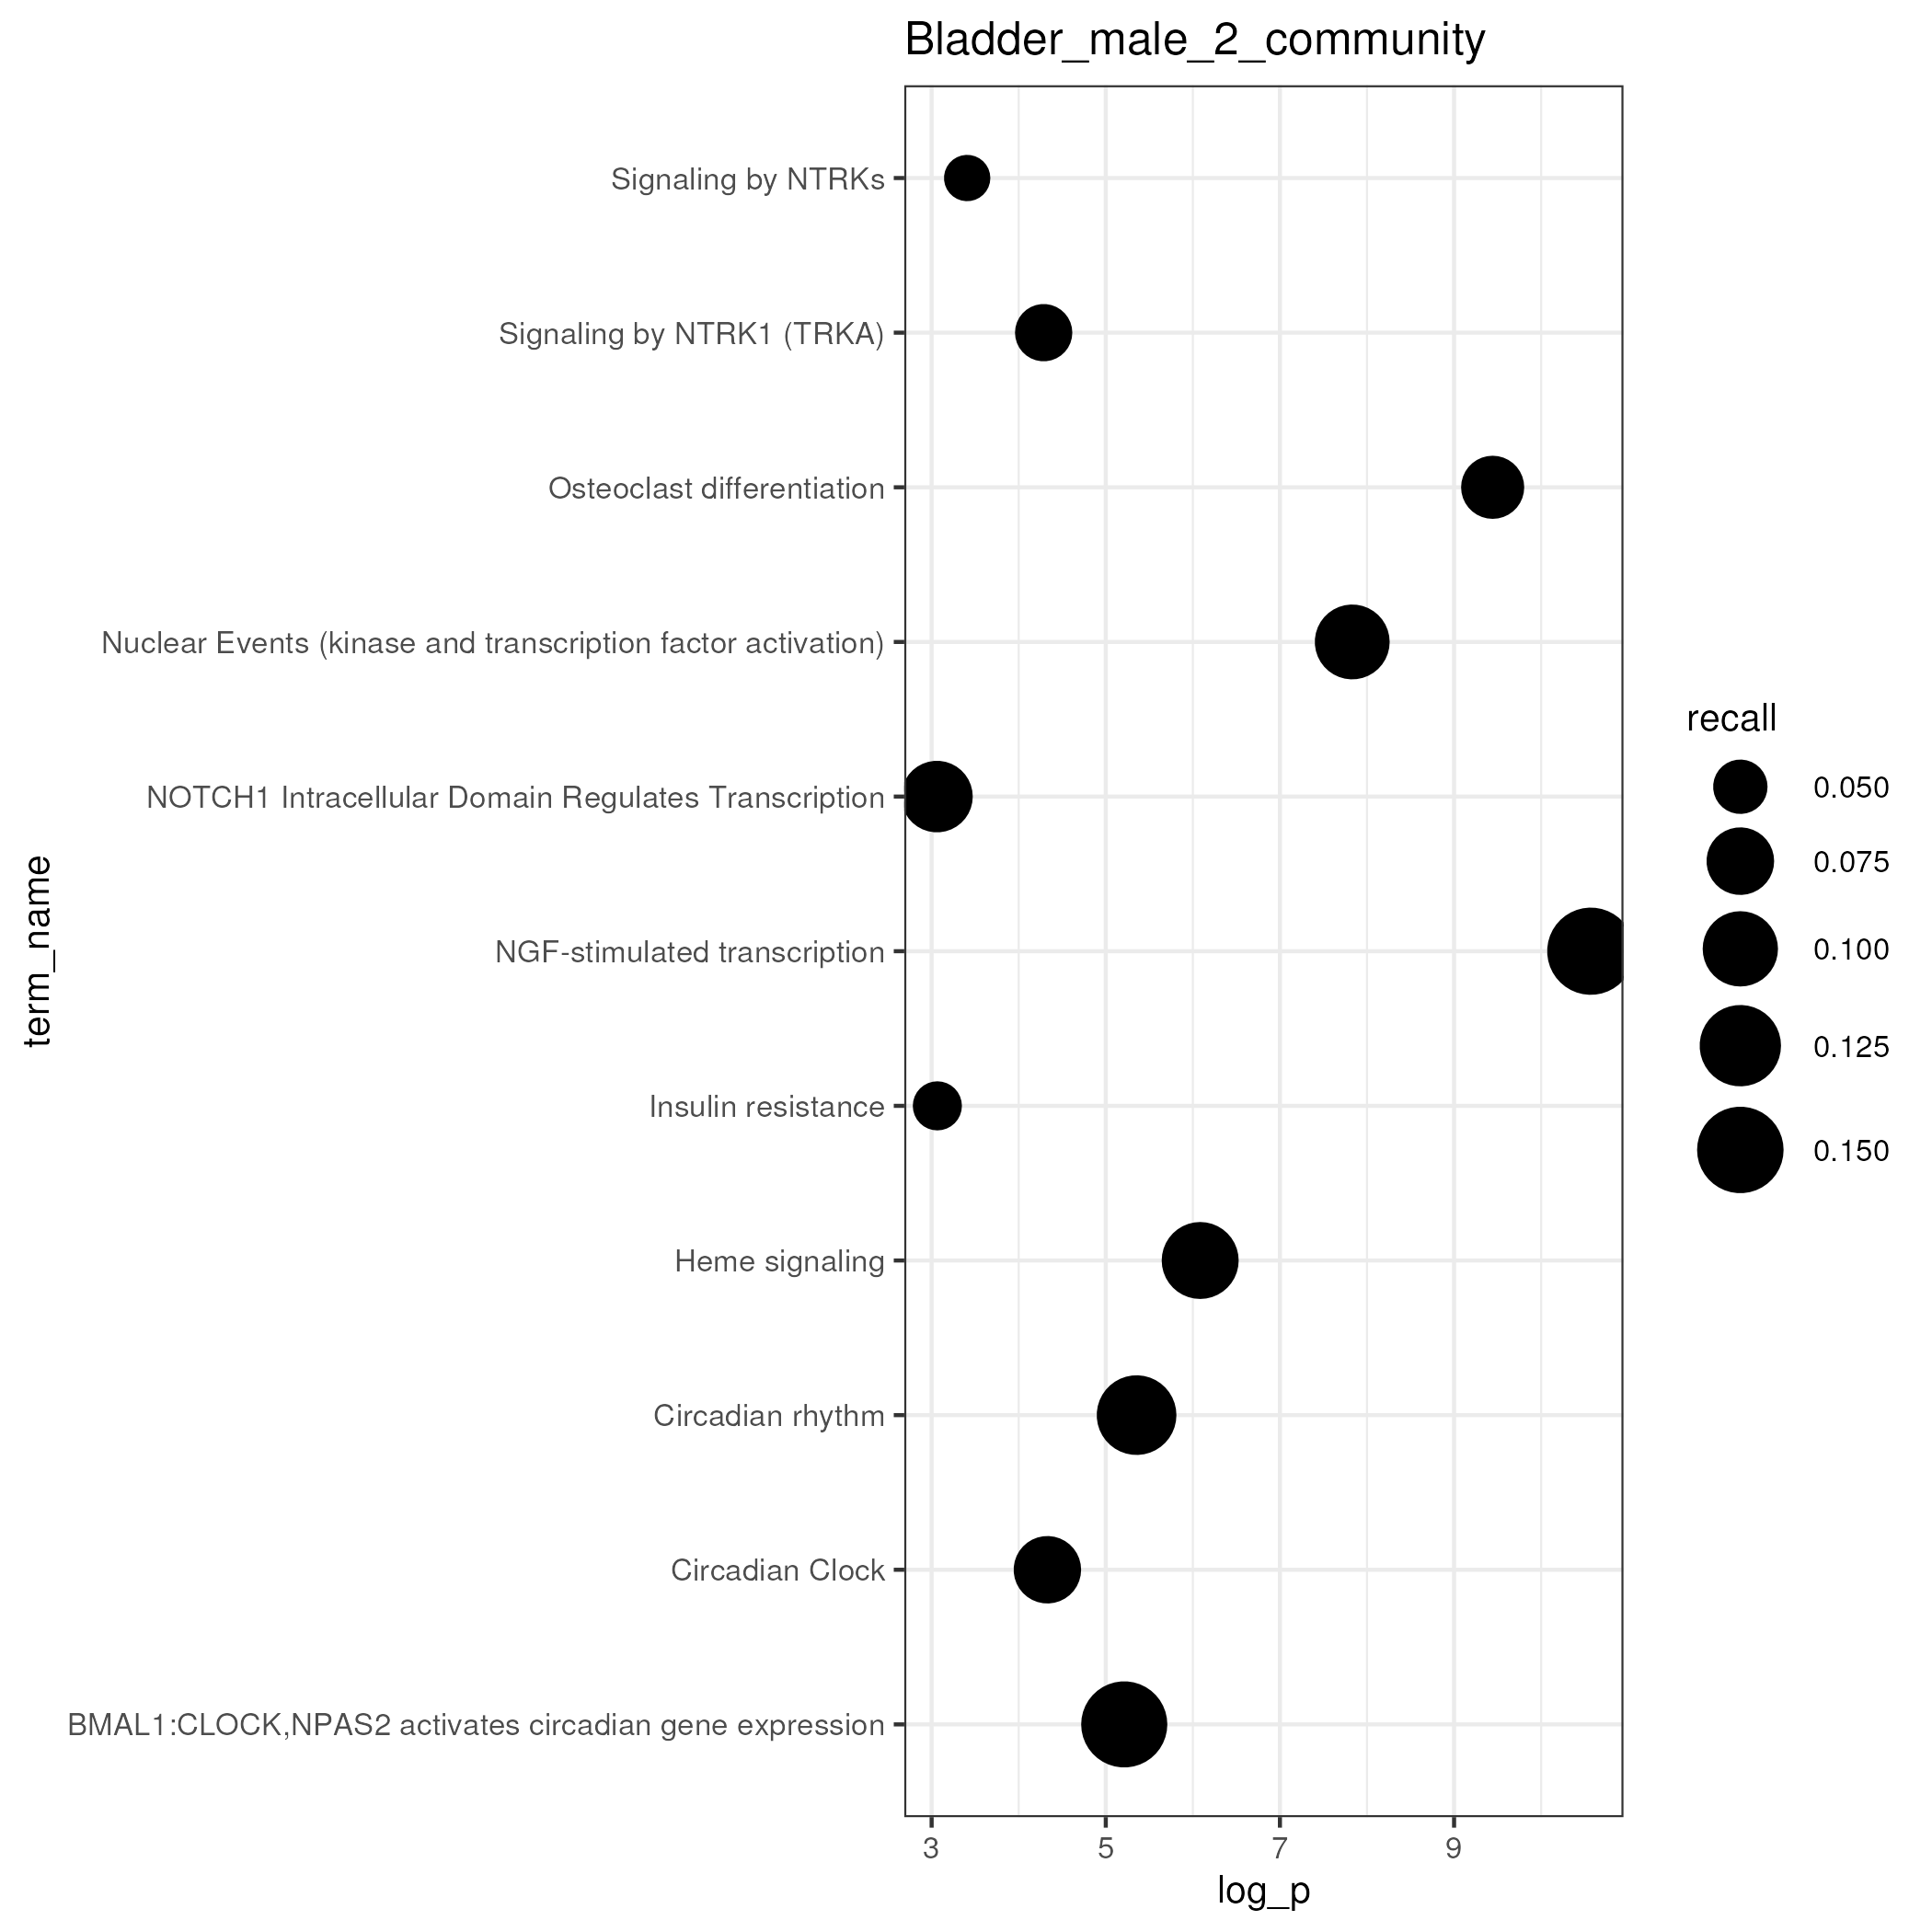 Bladder_male_2_community
Signaling by NTRKs
Signaling by NTRK1 (TRKA)
Osteoclast differentiation
Nuclear Events (kinase and transcription factor activation)
NOTCH1 Intracellular Domain Regulates Transcription
NGF-stimulated transcription
Insulin resistance
Heme signaling
Circadian rhythm
Circadian Clock
BMAL1:CLOCK,NPAS2 activates circadian gene expression
term_name
3 5 7 9
log_p
recall
0.050
0.075
0.100
0.125
0.150